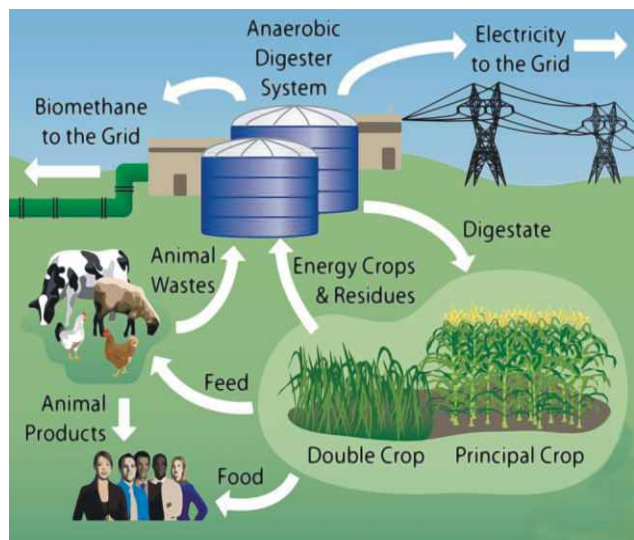 Anaerobic
Digester
System
Electricity
to the Grid
Biomethane
to the Grid
Digestate
Animal
Wastes
Energy Crops
& Residues
Feed
Animal
Products
Double Crop
Principal Crop
Food